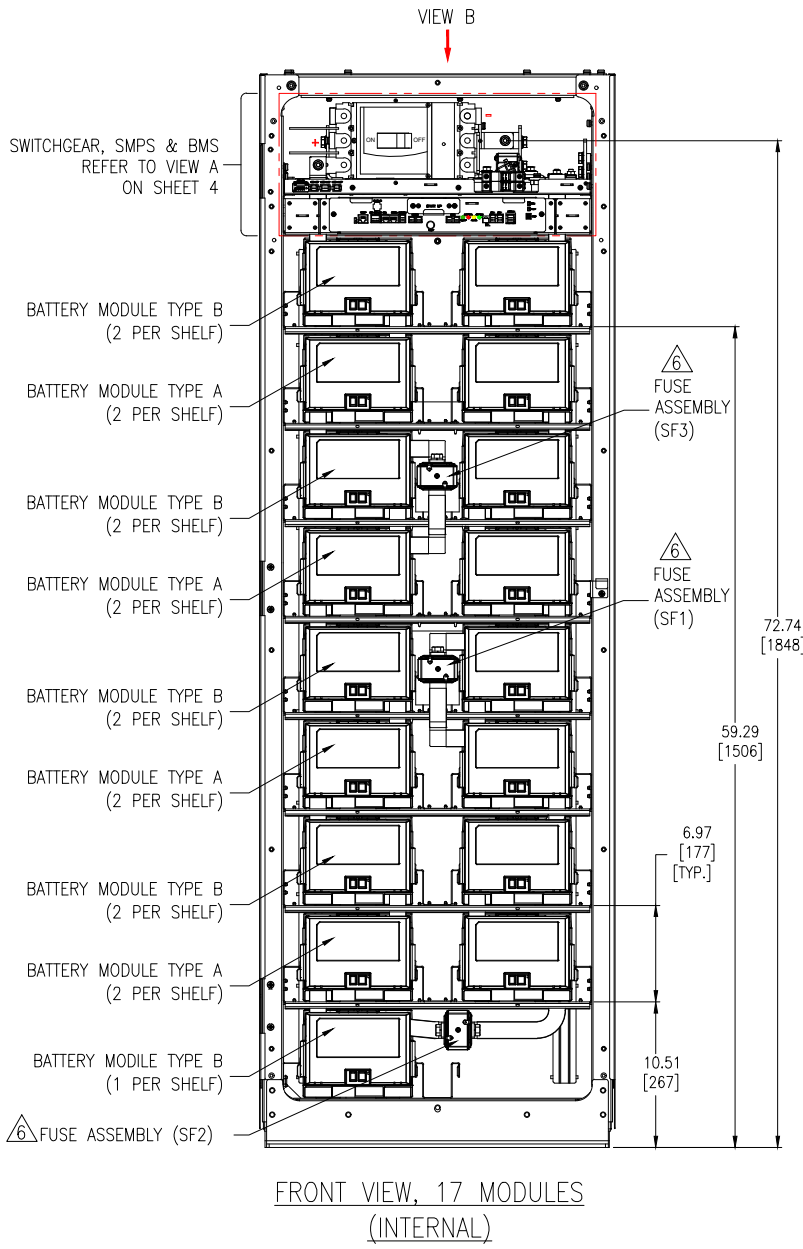 VIEW B
SWITCHGEAR, SMPS & BMS
REFER TO VIEW A
ON SHEET 4
+
-
ON
OFF
BATTERY MODULE TYPE B
(2 PER SHELF)
BATTERY MODULE TYPE A
(2 PER SHELF)
6
FUSE
ASSEMBLY
(SF3)
BATTERY MODULE TYPE B
(2 PER SHELF)
BATTERY MODULE TYPE A
(2 PER SHELF)
6
FUSE
ASSEMBLY
(SF1)
72.74
[1848]
BATTERY MODULE TYPE B
(2 PER SHELF)
59.29
[1506]
BATTERY MODULE TYPE A
(2 PER SHELF)
6.97
[177]
[TYP.]
BATTERY MODULE TYPE B
(2 PER SHELF)
BATTERY MODULE TYPE A
(2 PER SHELF)
BATTERY MODILE TYPE B
(1 PER SHELF)
10.51
[267]
6 FUSE ASSEMBLY (SF2)
FRONT VIEW, 17 MODULES
(INTERNAL)